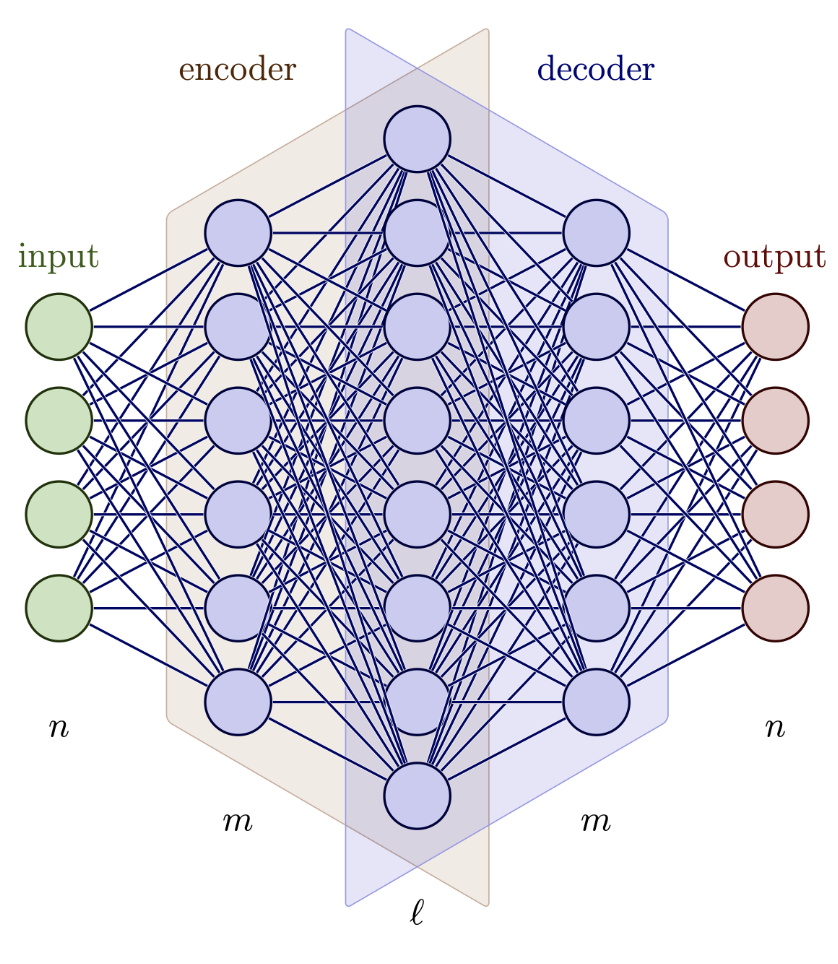 encoder
decoder
input
output
n
n
m
m
ℓ